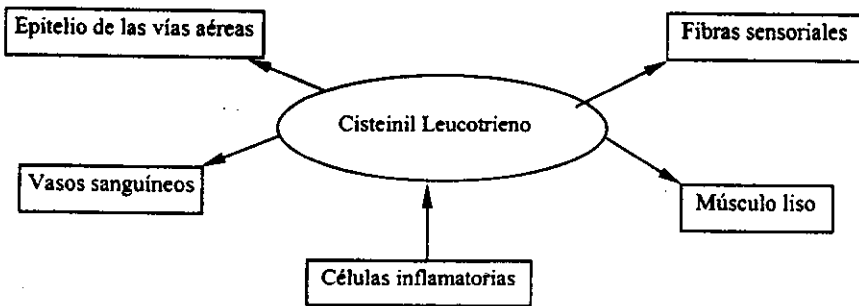 Epitelio de las vías aéreas
Fibras sensoriales
Cisteinil Leucotrieno
Vasos sanguíneos
Músculo liso
Células inflamatorias